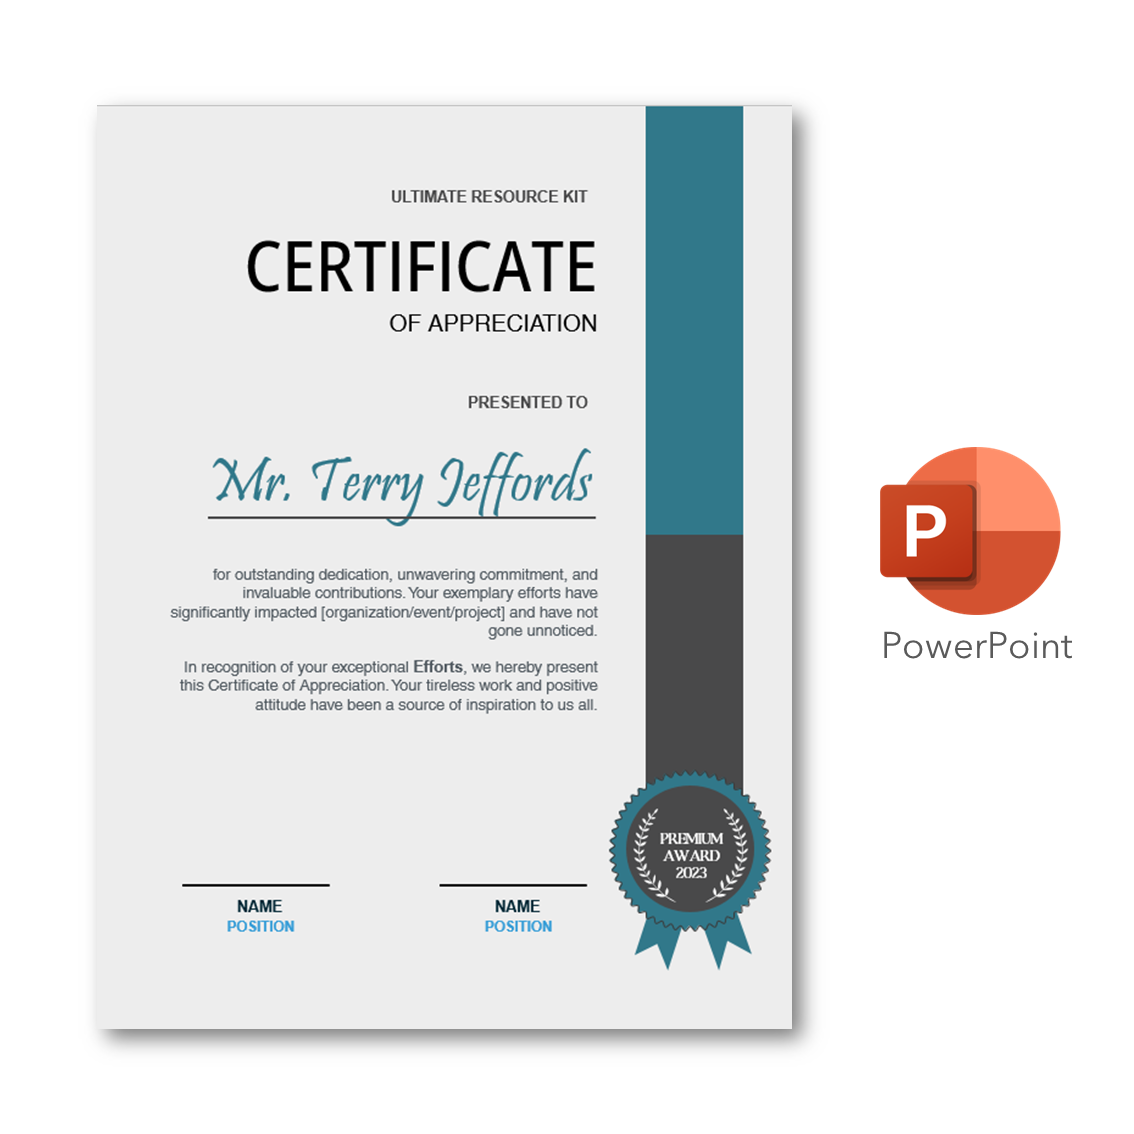 ULTIMATE RESOURCE KIT
CERTIFICATE
OF APPRECIATION
PRESENTED TO
Mr. Terry Jeffords
for outstanding dedication, unwavering commitment, and
invaluable contributions. Your exemplary efforts have
significantly impacted [organization/event/project] and have not
gone unnoticed.
In recognition of your exceptional Efforts, we hereby present
this Certificate of Appreciation. Your tireless work and positive
attitude have been a source of inspiration to us all.
PREMIUM
AWARD
2023
NAME
POSITION
NAME
POSITION
P
PowerPoint